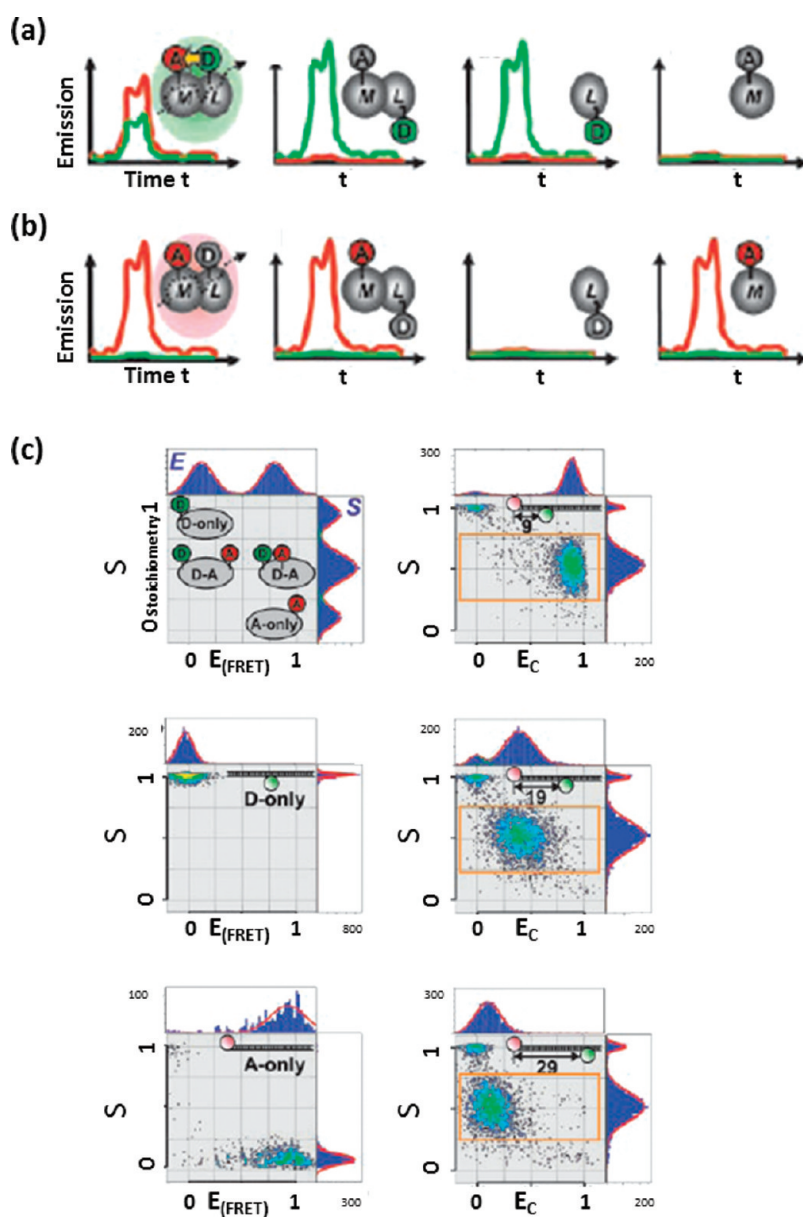 (a)
A D
M L
Emission
Time t
A
M L
D
t
L
D
t
A
M
t
(b)
A D
M L
Emission
Time t
A
M L
D
t
L
D
t
A
M
t
(c)
E
S
D
D-only
D A
D-A
D A
D-A
A
A-only
S
0 Stoichiometry 1
0 E(FRET) 1
300
S
1
0
9
0 EC 1
200
200
S
1
0
D-only
0 E(FRET) 1
800
200
S
1
0
19
0 EC 1
200
100
S
1
0
A-only
0 E(FRET) 1
300
300
S
1
0
29
0 EC 1
200